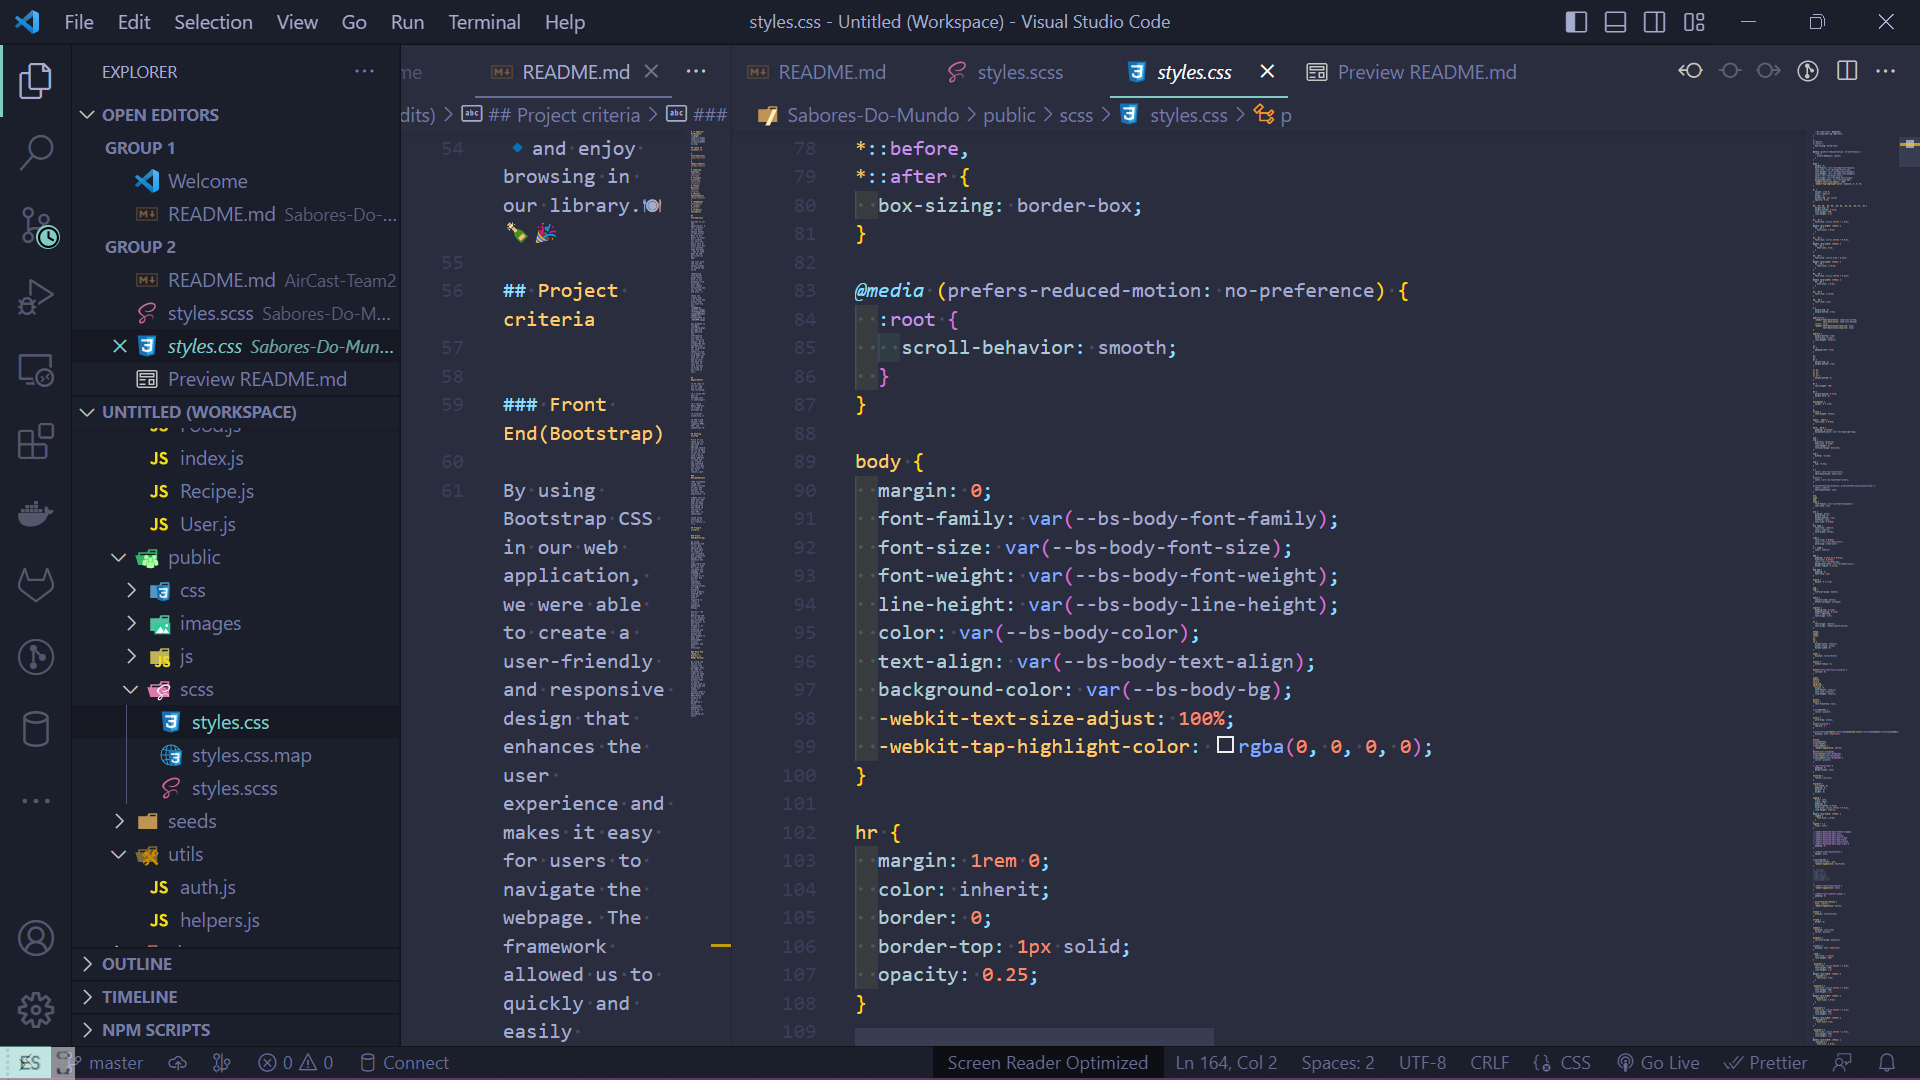 File Edit Selection View Go Run Terminal Help
styles.css - Untitled (Workspace) - Visual Studio Code
EXPLORER
OPEN EDITORS
GROUP 1
Welcome
README.md Sabores-Do-...
GROUP 2
README.md AirCast-Team2
styles.scss Sabores-Do-M...
styles.css Sabores-Do-Mun...
Preview README.md
UNTITLED (WORKSPACE)
Food.js
JS index.js
JS Recipe.js
JS User.js
public
css
images
js
scss
styles.css
styles.css.map
styles.scss
seeds
utils
JS auth.js
JS helpers.js
OUTLINE
TIMELINE
NPM SCRIPTS
me README.md
dits) > ## Project criteria > ###
54 🔹 and enjoy
browsing in
our library.🍽️
🍾 🎉
55
56 ## Project
criteria
57
58
59 ### Front
End(Bootstrap)
60
61 By using
Bootstrap CSS
in our web
application,
we were able
to create a
user-friendly
and responsive
design that
enhances the
user
experience and
makes it easy
for users to
navigate the
webpage. The
framework
allowed us to
quickly and
easily
README.md styles.scss styles.css Preview README.md
Sabores-Do-Mundo > public > scss > styles.css > p
78 *::before,
79 *::after {
80 box-sizing: border-box;
81 }
82
83 @media (prefers-reduced-motion: no-preference) {
84 :root {
85 scroll-behavior: smooth;
86 }
87 }
88
89 body {
90 margin: 0;
91 font-family: var(--bs-body-font-family);
92 font-size: var(--bs-body-font-size);
93 font-weight: var(--bs-body-font-weight);
94 line-height: var(--bs-body-line-height);
95 color: var(--bs-body-color);
96 text-align: var(--bs-body-text-align);
97 background-color: var(--bs-body-bg);
98 -webkit-text-size-adjust: 100%;
99 -webkit-tap-highlight-color: rgba(0, 0, 0, 0);
100 }
101
102 hr {
103 margin: 1rem 0;
104 color: inherit;
105 border: 0;
106 border-top: 1px solid;
107 opacity: 0.25;
108 }
109
master 0 0 Connect
Screen Reader Optimized Ln 164, Col 2 Spaces: 2 UTF-8 CRLF {} CSS Go Live Prettier